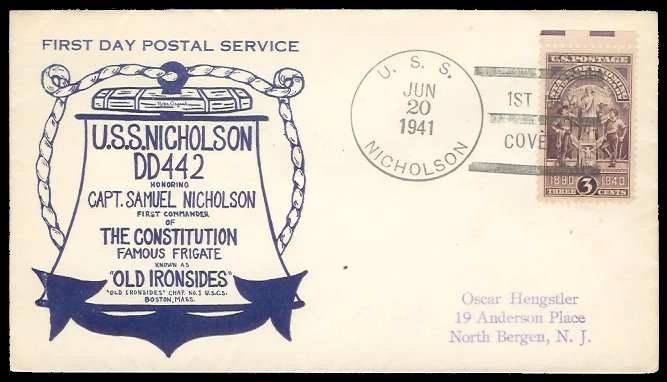 FIRST DAY POSTAL SERVICE
U.S.S.NICHOLSON
DD442
HONORING
CAPT. SAMUEL NICHOLSON
FIRST COMMANDER
OF
THE CONSTITUTION
FAMOUS FRIGATE
KNOWN AS
"OLD IRONSIDES"
"OLD IRONSIDES" CHAP. NO.1 U.S.C.S.
BOSTON, MASS.
U. S. S.
JUN
20
1941
NICHOLSON
1ST
COVE
U.S. POSTAGE
1890 1940
THREE 3 CENTS
Oscar Hengstler
19 Anderson Place
North Bergen, N. J.